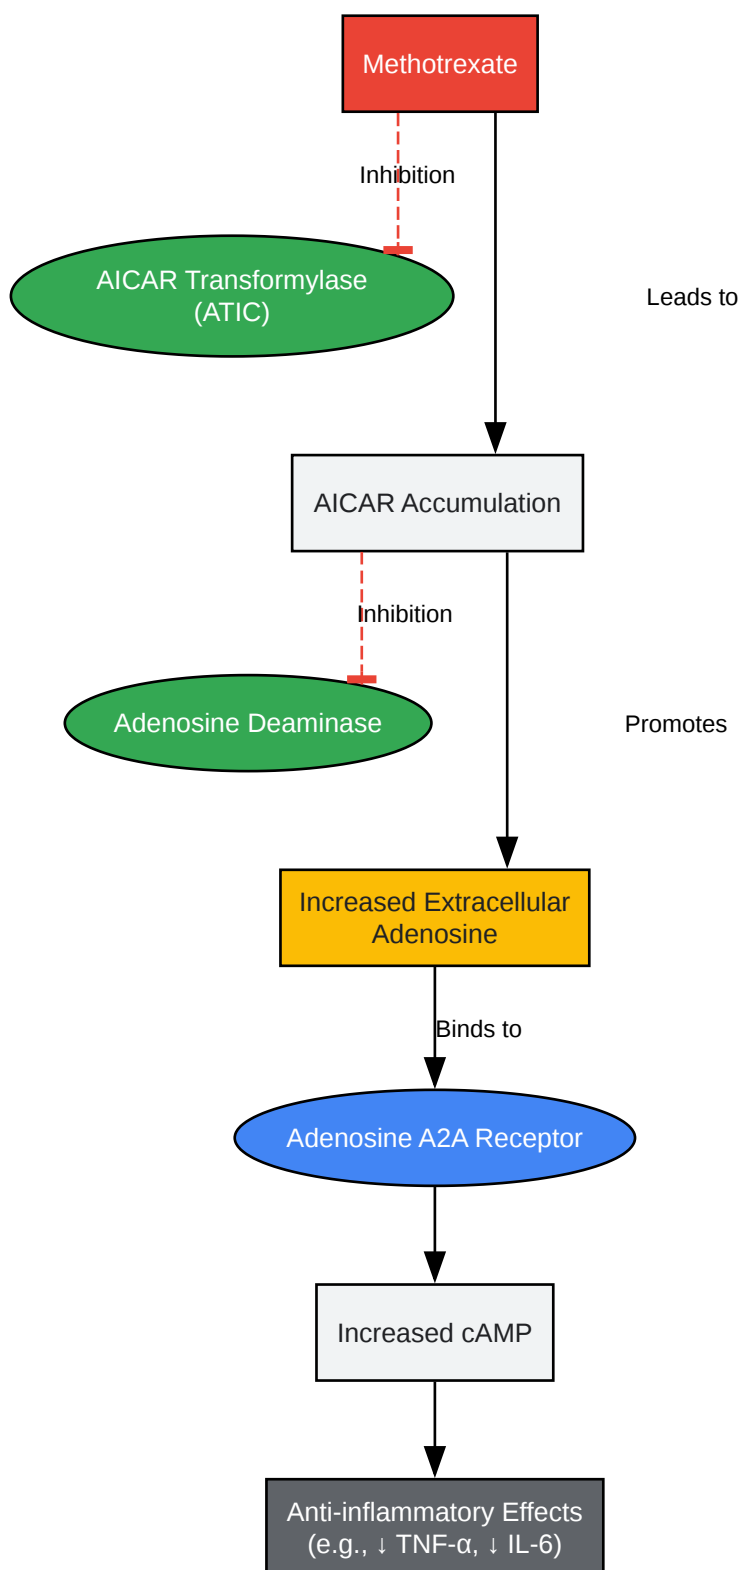 Methotrexate
Inhibition
AICAR Transformylase
(ATIC)
Leads to
AICAR Accumulation
Inhibition
Adenosine Deaminase
Promotes
Increased Extracellular
Adenosine
Binds to
Adenosine A2A Receptor
Increased cAMP
Anti-inflammatory Effects
(e.g., ↓ TNF-α, ↓ IL-6)